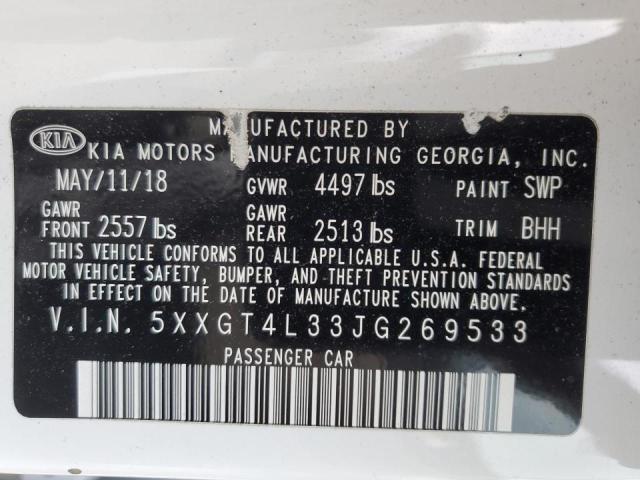 MANUFACTURED BY
KIA KIA MOTORS MANUFACTURING GEORGIA, INC.
MAY/11/18 GVWR 4497 lbs PAINT SWP
GAWR FRONT 2557 lbs GAWR REAR 2513 lbs TRIM BHH
THIS VEHICLE CONFORMS TO ALL APPLICABLE U.S.A. FEDERAL
MOTOR VEHICLE SAFETY, BUMPER, AND THEFT PREVENTION STANDARDS
IN EFFECT ON THE DATE OF MANUFACTURE SHOWN ABOVE.
V.I.N. 5XXGT4L33JG269533
PASSENGER CAR